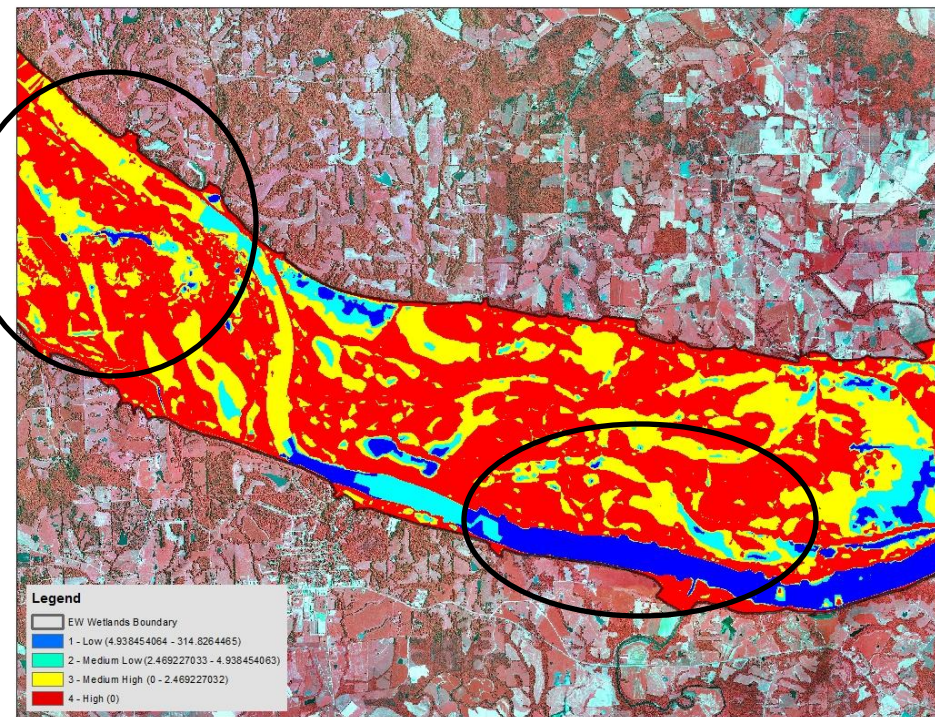 Legend
EW Wetlands Boundary
1 - Low (4.938454064 - 314.8264465)
2 - Medium Low (2.469227033 - 4.938454063)
3 - Medium High (0 - 2.469227032)
4 - High (0)